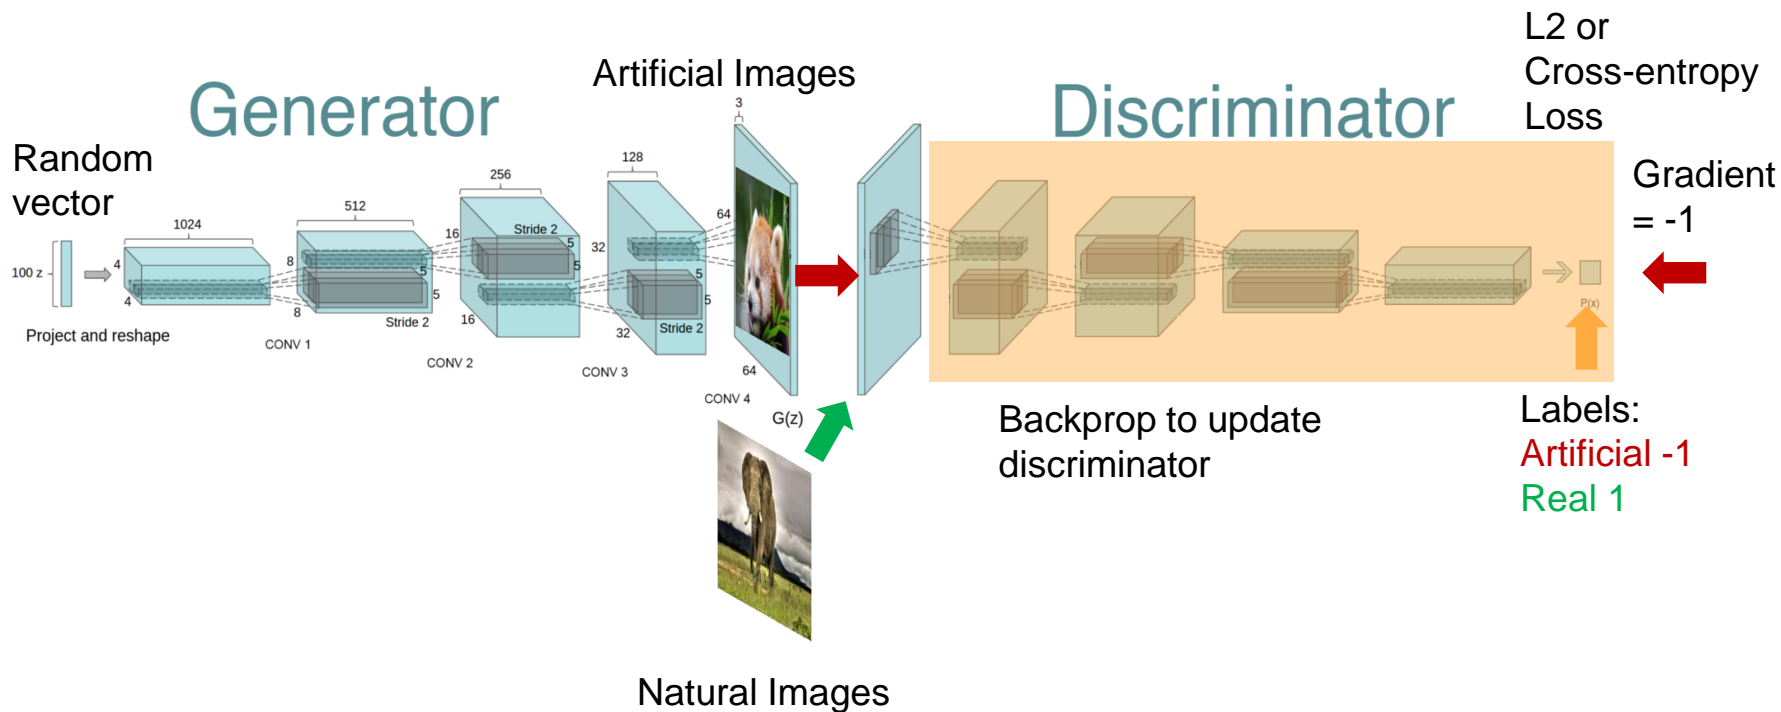 L2 or
Cross-entropy
Loss
Artificial Images
Generator
Discriminator
Random
vector
Gradient
= -1
3
128
256
512
1024
64
16
Stride 2
5
5
32
8
5
5
5
5
4
100 z
4
8
Stride 2
16
32
Stride 2
64
P(x)
Project and reshape
CONV 1
CONV 2
CONV 3
CONV 4
G(z)
Backprop to update
discriminator
Labels:
Artificial -1
Real 1
Natural Images